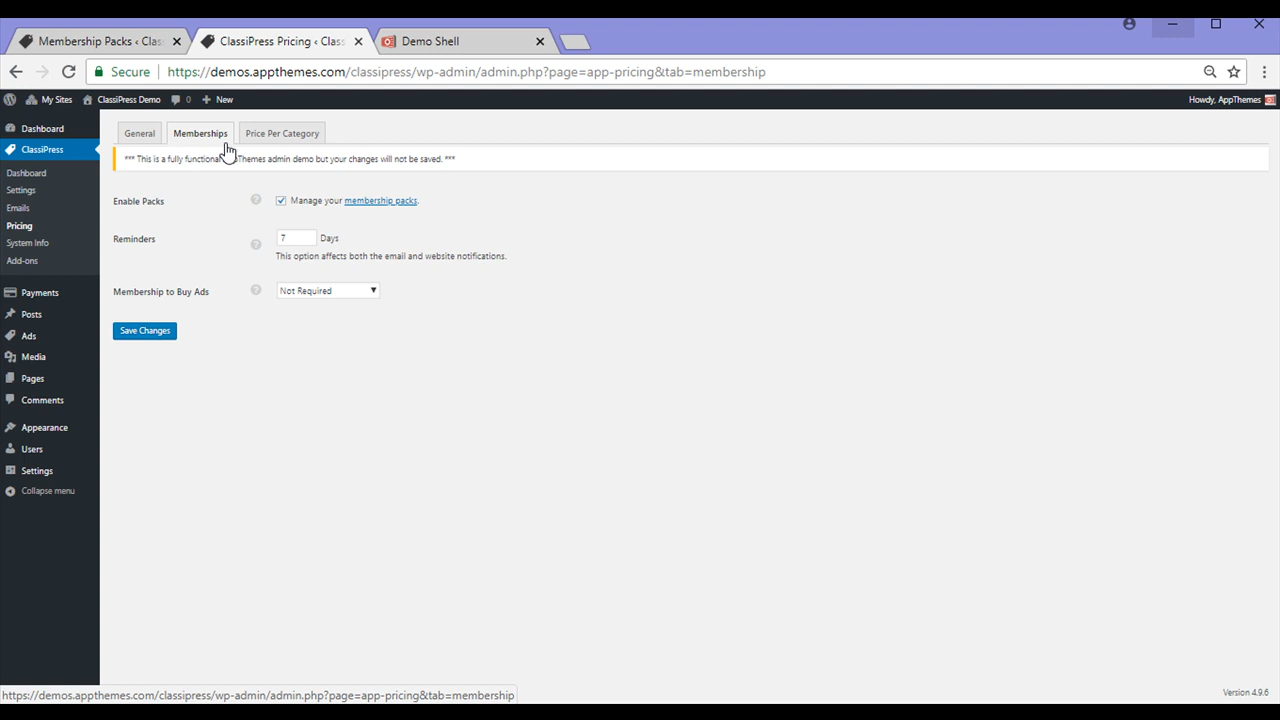 Membership Packs ‹ Clas
ClassiPress Pricing ‹ Class
Demo Shell
Secure
https://demos.appthemes.com/classipress/wp-admin/admin.php?page=app-pricing&tab=membership
My Sites
ClassiPress Demo
0
New
Howdy, AppThemes
Dashboard
ClassiPress
Dashboard
Settings
Emails
Pricing
System Info
Add-ons
Payments
Posts
Ads
Media
Pages
Comments
Appearance
Users
Settings
Collapse menu
General
Memberships
Price Per Category
*** This is a fully functional Themes admin demo but your changes will not be saved. ***
Enable Packs
Manage your membership packs.
Reminders
7 Days
This option affects both the email and website notifications.
Membership to Buy Ads
Not Required
Save Changes
https://demos.appthemes.com/classipress/wp-admin/admin.php?page=app-pricing&tab=membership
Version 4.9.6